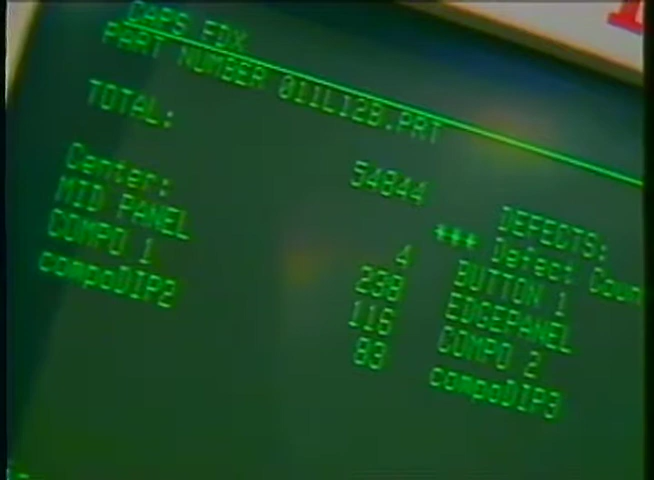 CAPS FDX
PART NUMBER 011L12B.PRT
TOTAL: 54844 DEFECTS:
*** Defect Coun
Center: 4 BUTTON 1
MID PANEL 238 EDGEPANEL
COMPO 1 116 COMPO 2
compoDIP2 83 compoDIP3